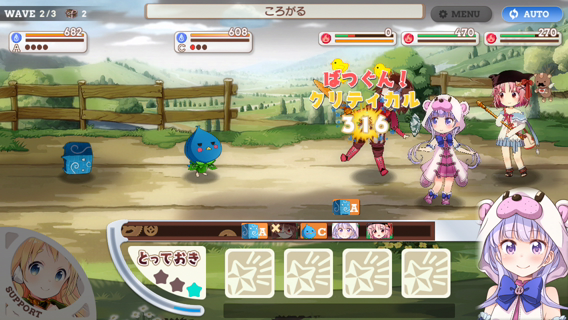 WAVE 2/3 2
ころがる
MENU
AUTO
682
A
608
C
0
470
270
ばつぐん!
クリティカル
316
A
A
C
とっておき
SUPPORT